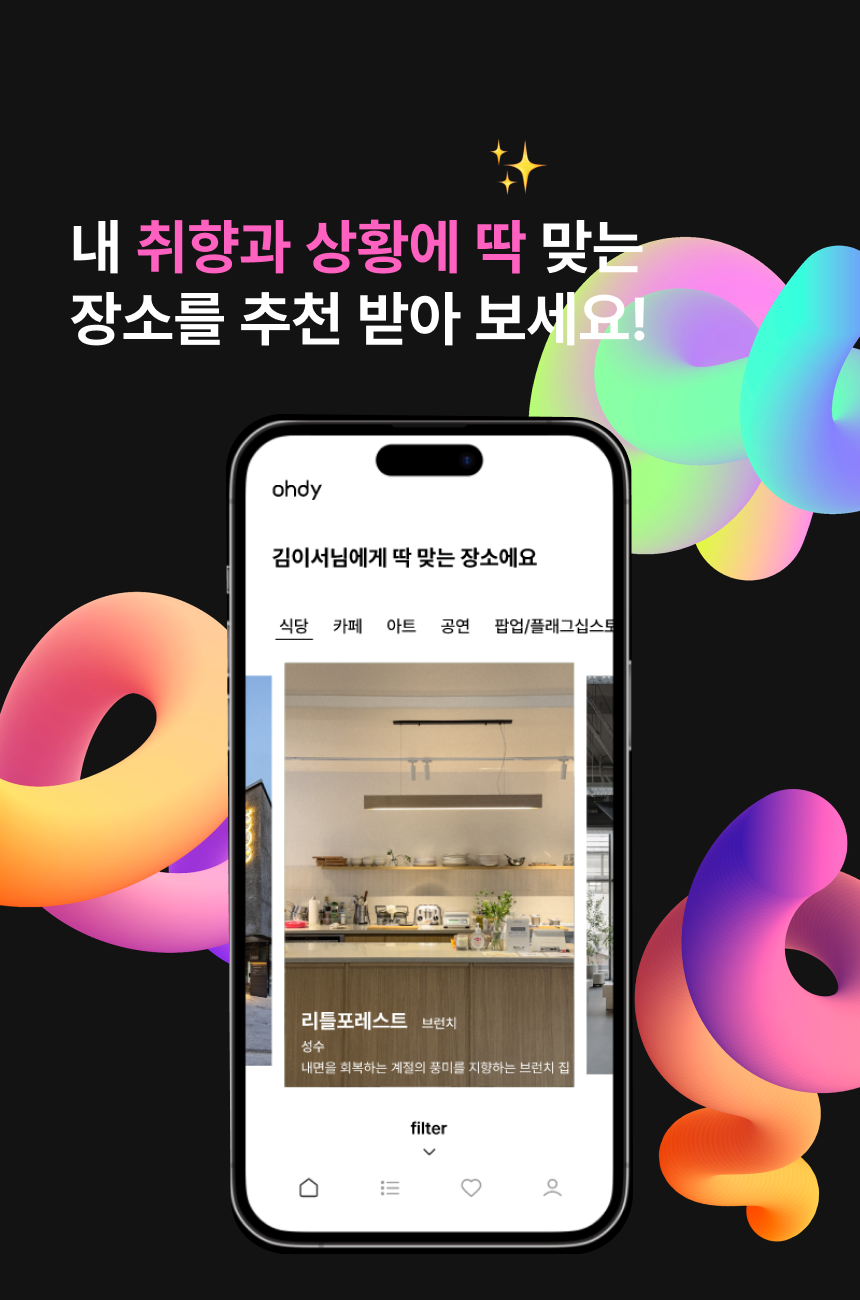 내 취향과 상황에 딱 맞는
장소를 추천 받아 보세요!
ohdy
김이서님에게 딱 맞는 장소에요
식당 카페 아트 공연 팝업/플래그십스토
리틀포레스트 브런치
성수
내면을 회복하는 계절의 풍미를 지향하는 브런치 집
filter